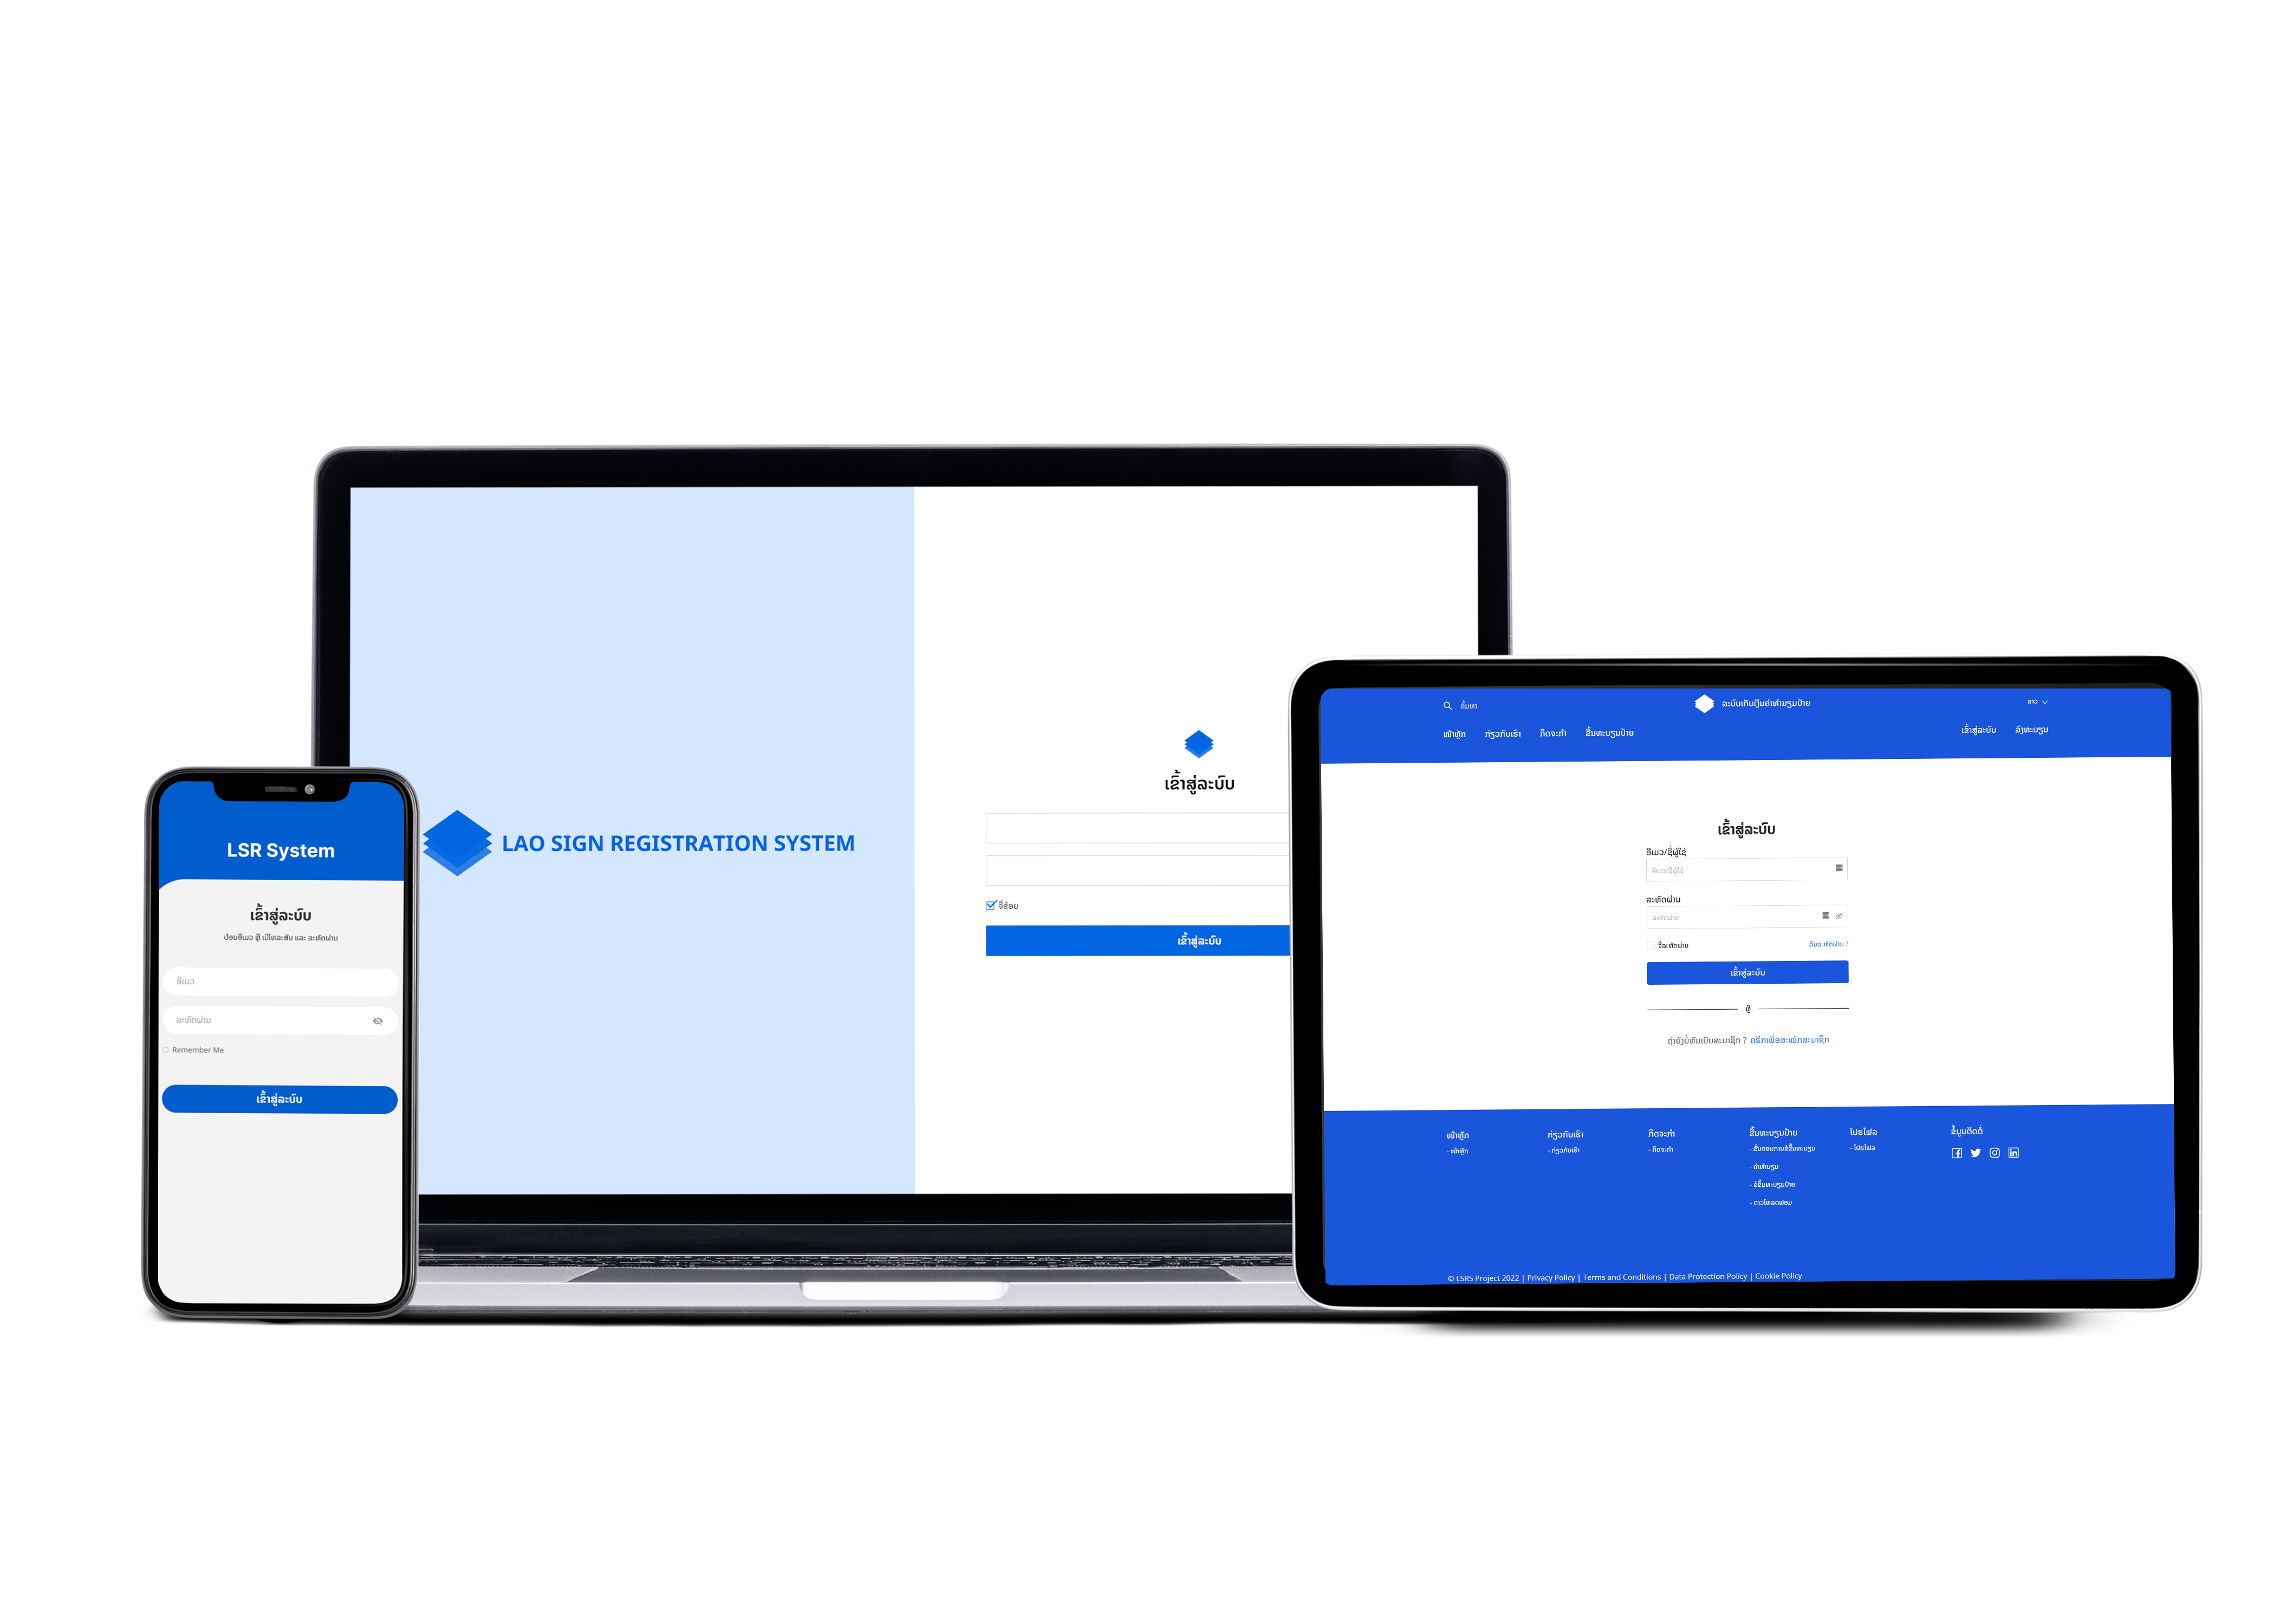 LSR System
ເຂົ້າສູ່ລະບົບ
ປ້ອນອີເມວ ຫຼື ເບີໂທລະສັບ ແລະ ລະຫັດຜ່ານ
ອີເມວ
ລະຫັດຜ່ານ
Remember Me
ເຂົ້າສູ່ລະບົບ
LAO SIGN REGISTRATION SYSTEM
ເຂົ້າສູ່ລະບົບ
ຈື່ຂ້ອຍ
ເຂົ້າສູ່ລະບົບ
ຄົ້ນຫາ
ລະບົບເກັບເງິນຄ່າທຳນຽມປ້າຍ
ລາວ
ໜ້າຫຼັກ ກ່ຽວກັບເຮົາ ກິດຈະກຳ ຂຶ້ນທະບຽນປ້າຍ ເຂົ້າສູ່ລະບົບ ລົງທະບຽນ
ເຂົ້າສູ່ລະບົບ
ອີເມວ/ຊື່ຜູ້ໃຊ້
ອີເມວ/ຊື່ຜູ້ໃຊ້
ລະຫັດຜ່ານ
ລະຫັດຜ່ານ
ຈື່ລະຫັດຜ່ານ ລືມລະຫັດຜ່ານ ?
ເຂົ້າສູ່ລະບົບ
ຫຼື
ຖ້າຍັງບໍ່ທັນເປັນສະມາຊິກ ? ຄຣິກເພື່ອສະໝັກສະມາຊິກ
ໜ້າຫຼັກ ກ່ຽວກັບເຮົາ ກິດຈະກຳ ຂຶ້ນທະບຽນປ້າຍ ໂປຣໄຟລ ຂໍ້ມູນຕິດຕໍ່
- ໜ້າຫຼັກ - ກ່ຽວກັບເຮົາ - ກິດຈະກຳ - ຂັ້ນຕອນການຂໍຂຶ້ນທະບຽນ - ໂປຣໄຟລ
- ຄ່າທຳນຽມ
- ຂໍຂຶ້ນທະບຽນປ້າຍ
- ດາວໂຫລດຟອມ
© LSRS Project 2022 | Privacy Policy | Terms and Conditions | Data Protection Policy | Cookie Policy